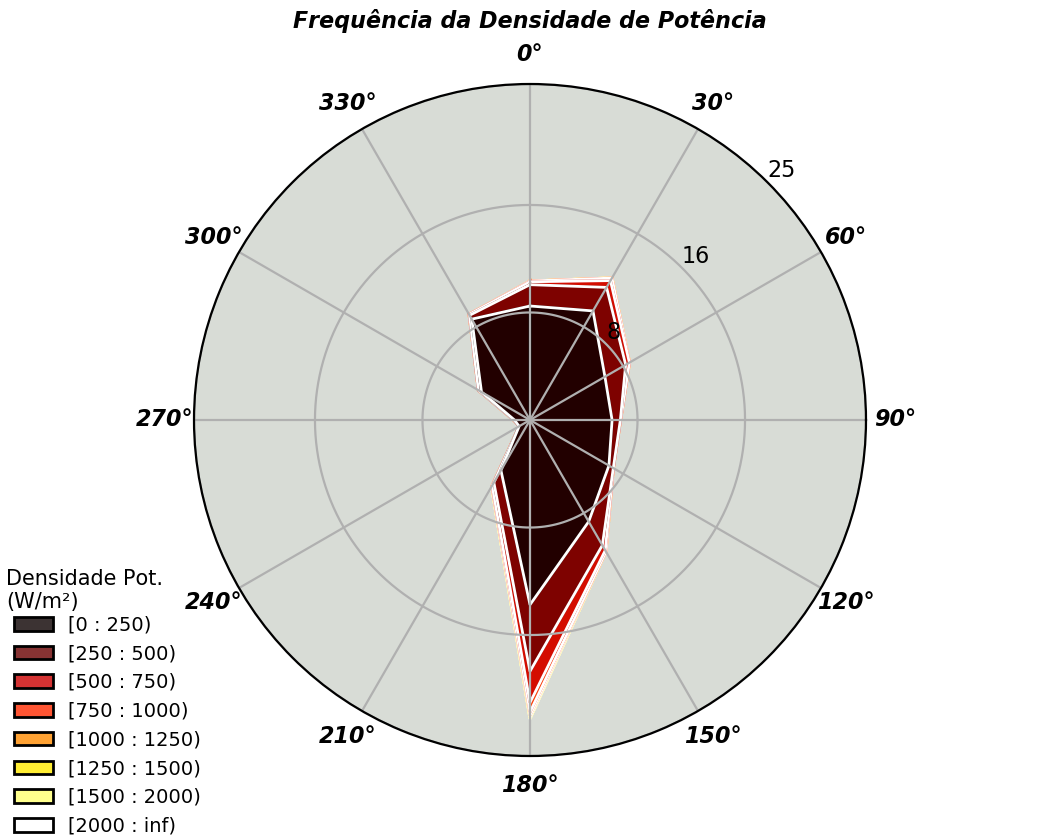 Frequência da Densidade de Potência
0°
330°
30°
25
300°
60°
16
8
270°
90°
240°
120°
210°
150°
180°
Densidade Pot.
(W/m²)
[0 : 250)
[250 : 500)
[500 : 750)
[750 : 1000)
[1000 : 1250)
[1250 : 1500)
[1500 : 2000)
[2000 : inf)